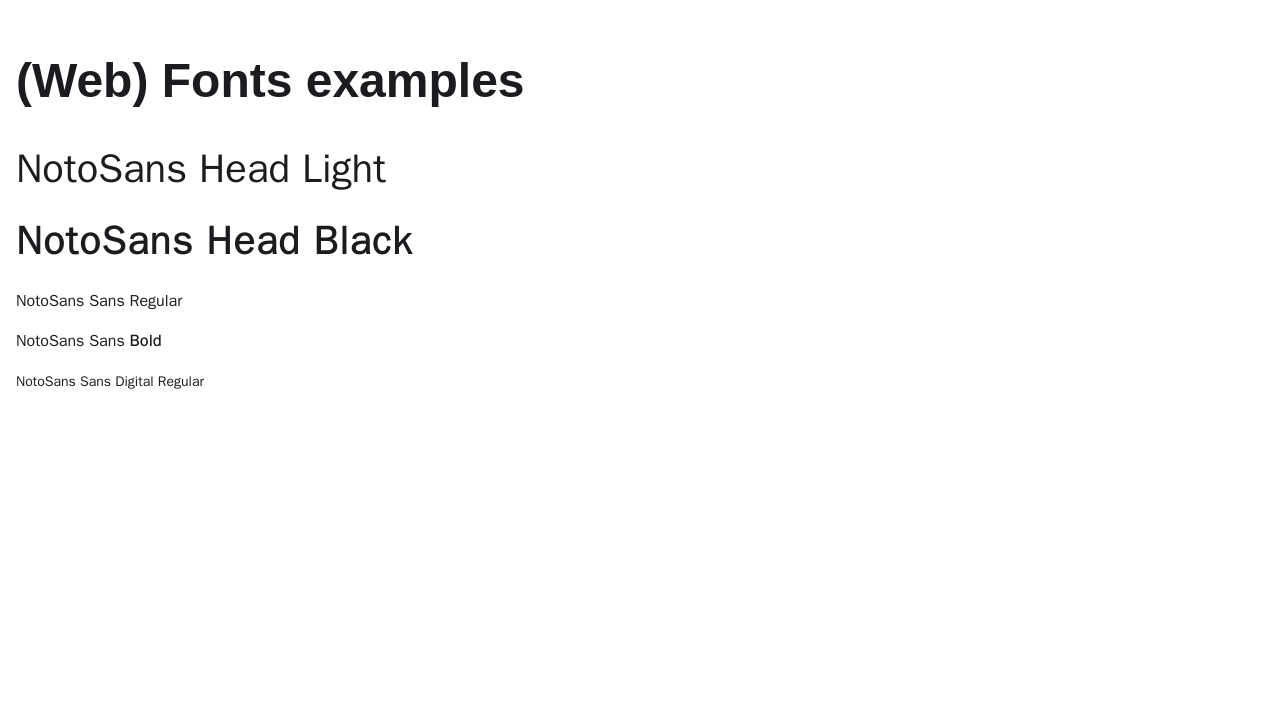 (Web) Fonts examples
NotoSans Head Light
NotoSans Head Black
NotoSans Sans Regular
NotoSans Sans Bold
NotoSans Sans Digital Regular